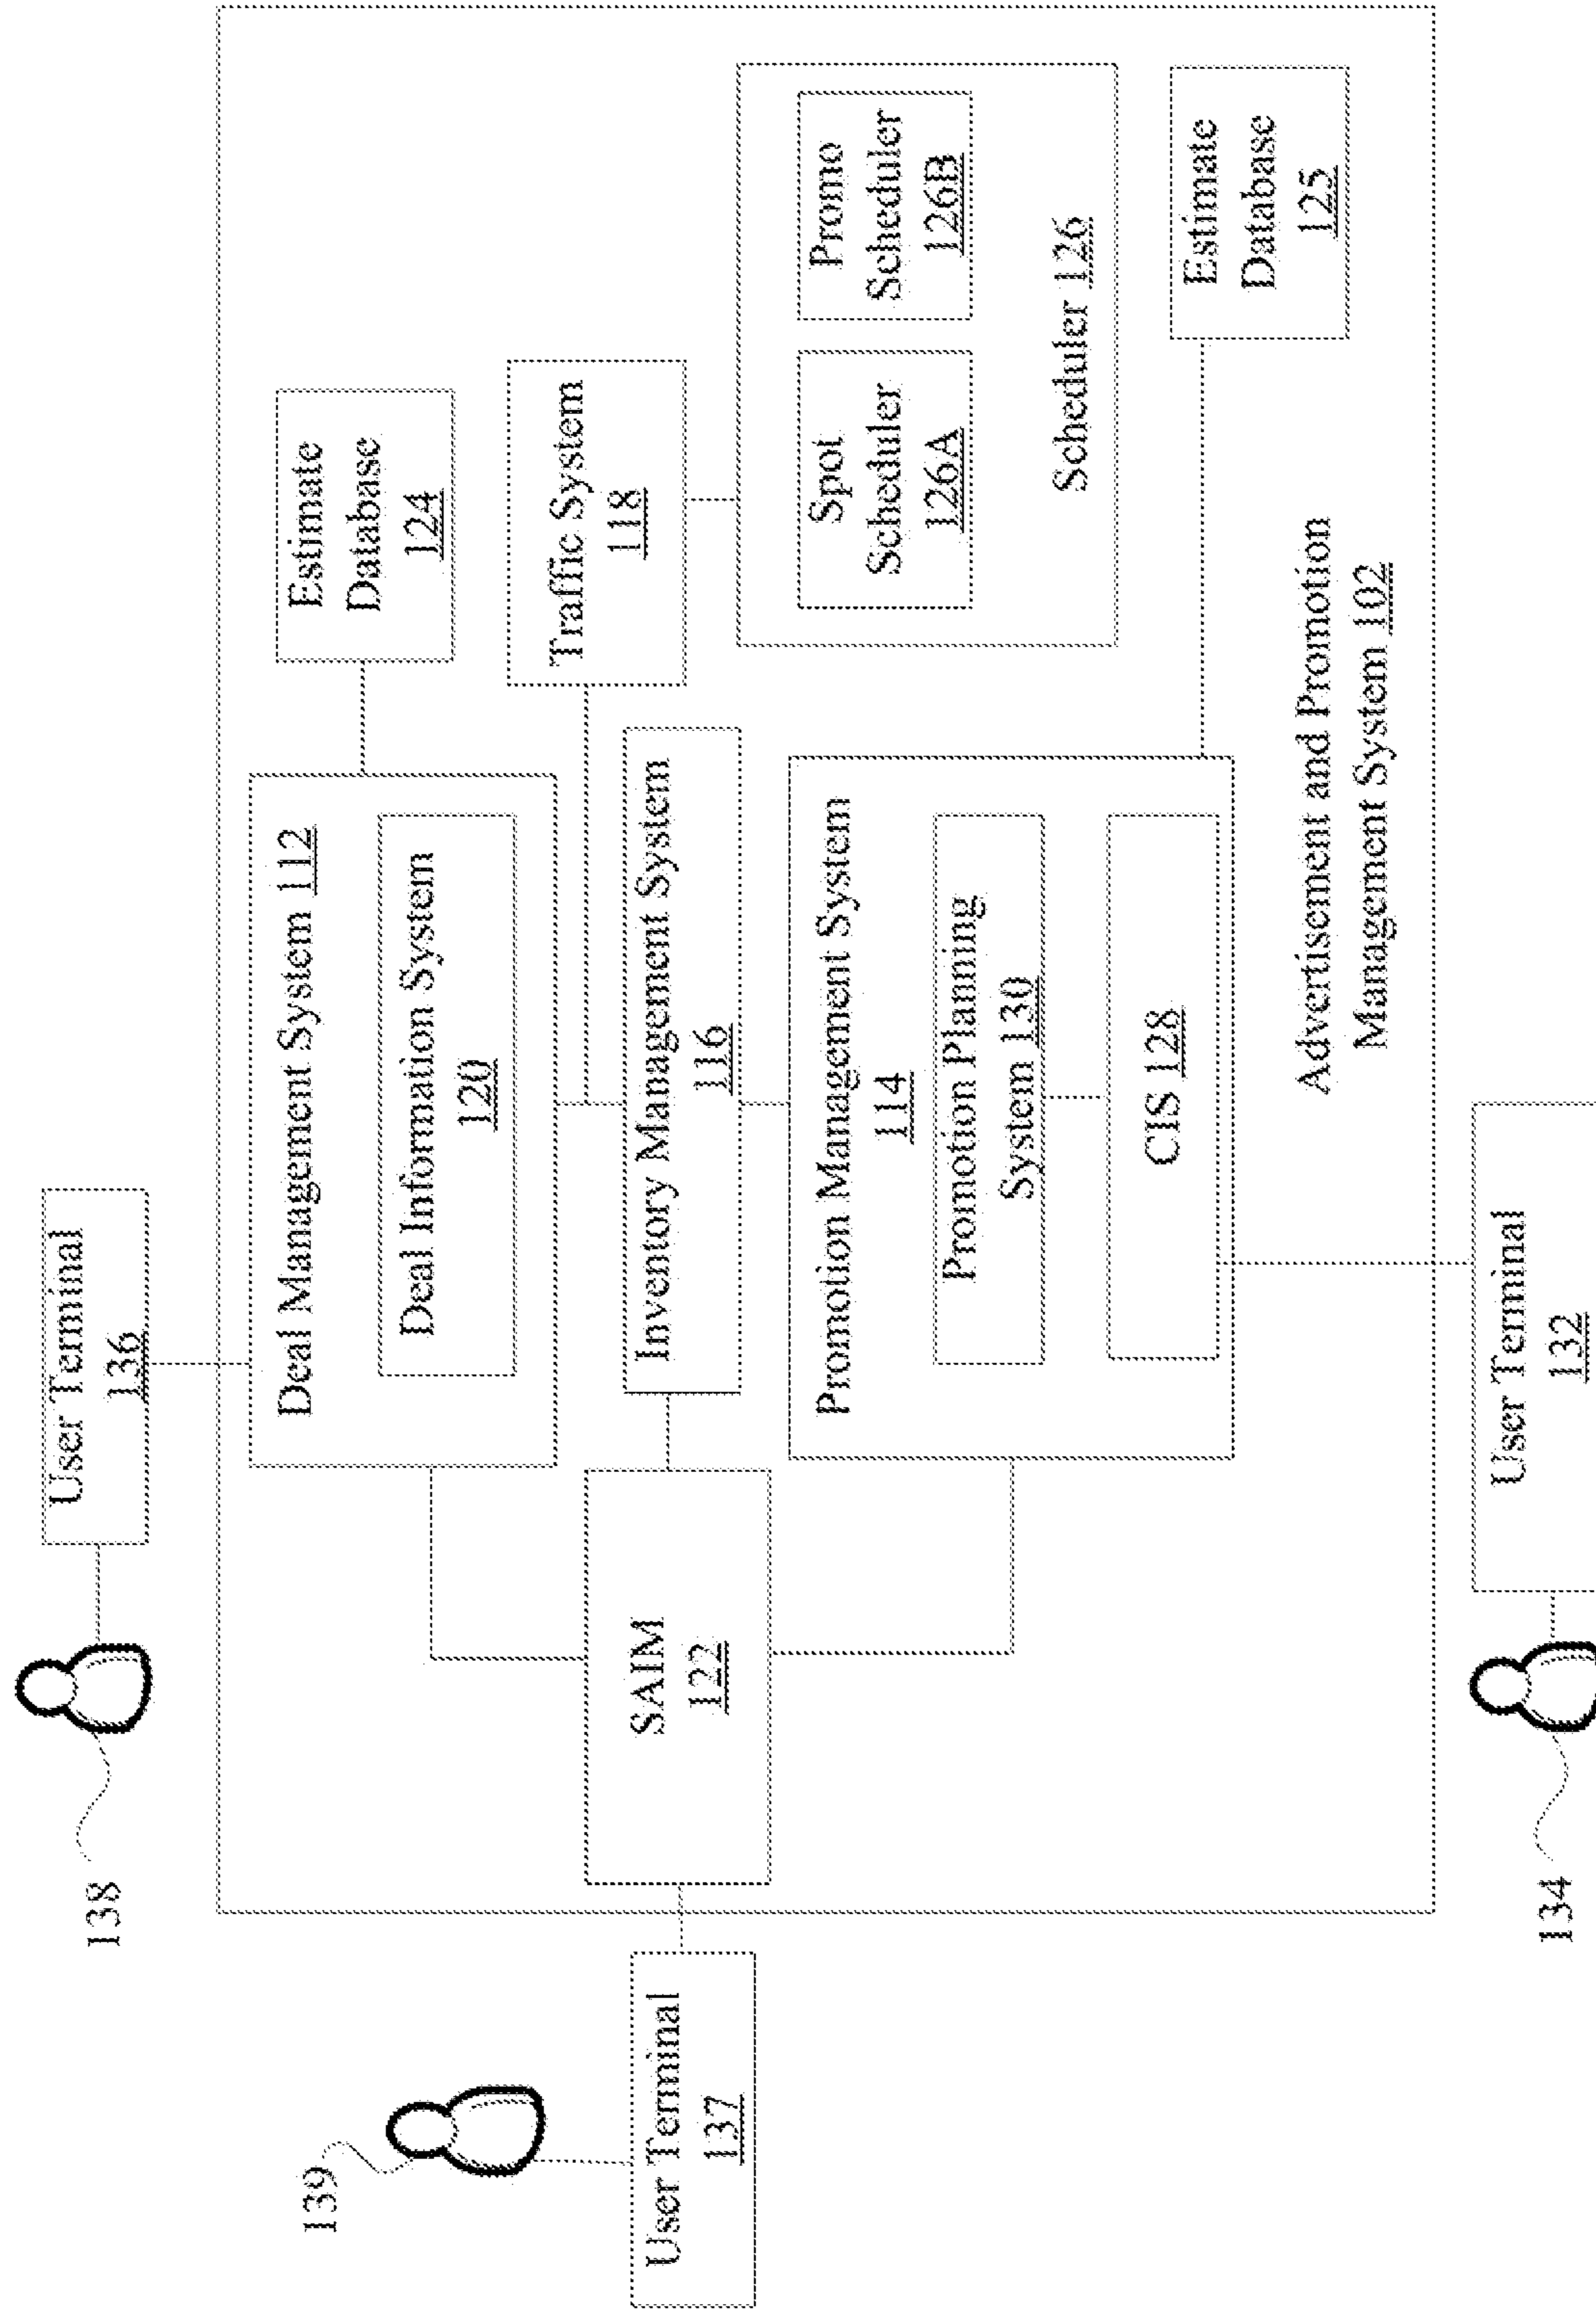 138
User Terminal
136
139
User Terminal
137
SAIM
122
Deal Management System 112
Deal Information System
120
Estimate
Database
124
Traffic System
118
Inventory Management System
116
Promotion Management System
114
Promotion Planning
System 130
CIS 128
Spot
Scheduler
126A
Promo
Scheduler
126B
Scheduler 126
Estimate
Database
125
Advertisement and Promotion
Management System 102
134
User Terminal
132